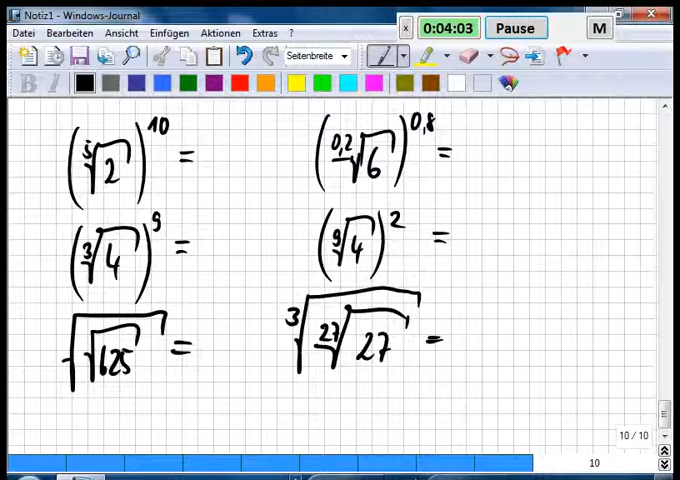 Notiz1 - Windows-Journal
x 0:04:03 Pause M
Datei Bearbeiten Ansicht Einfügen Aktionen Extras ?
Seitenbreite
B I
(⁵√2)¹⁰ = (⁰,²√6)⁰,⁸ =
(³√4)⁹ = (⁹√4)² =
√√625 = ³√²⁷√27 =
10 / 10
10